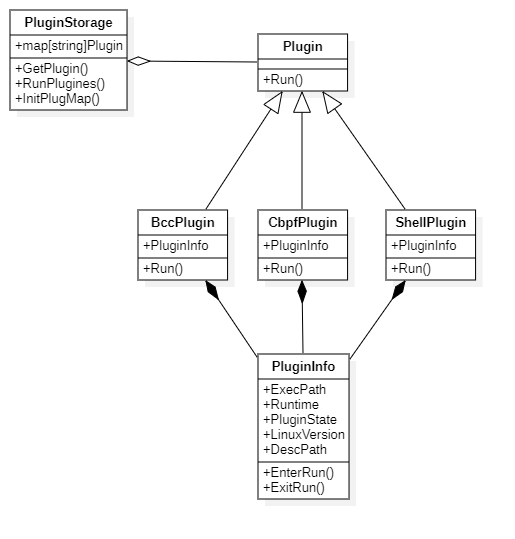 PluginStorage
+map[string]Plugin
+GetPlugin()
+RunPlugines()
+InitPlugMap()
Plugin
+Run()
BccPlugin
+PluginInfo
+Run()
CbpfPlugin
+PluginInfo
+Run()
ShellPlugin
+PluginInfo
+Run()
PluginInfo
+ExecPath
+Runtime
+PluginState
+LinuxVersion
+DescPath
+EnterRun()
+ExitRun()